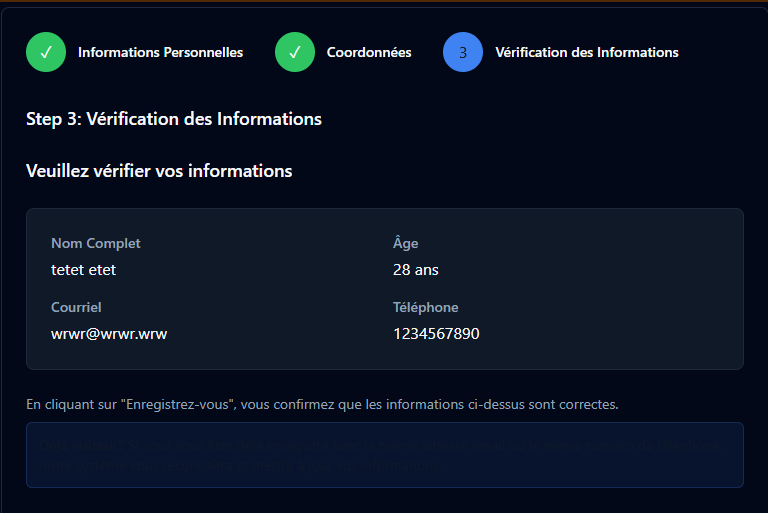 ✓ Informations Personnelles ✓ Coordonnées 3 Vérification des Informations
Step 3: Vérification des Informations
Veuillez vérifier vos informations
Nom Complet Âge
tetet etet 28 ans
Courriel Téléphone
wrwr@wrwr.wrw 1234567890
En cliquant sur "Enregistrez-vous", vous confirmez que les informations ci-dessus sont correctes.